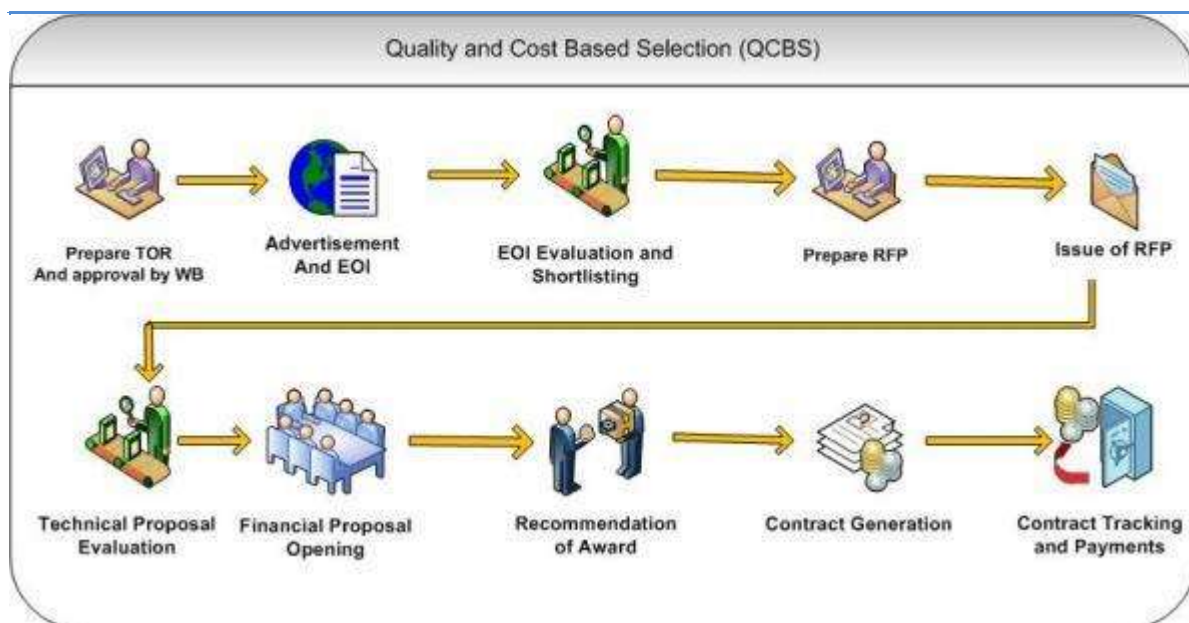 Quality and Cost Based Selection (QCBS)
Prepare TOR
And approval by WB
Advertisement
And EOI
EOI Evaluation and
Shortlisting
Prepare RFP
Issue of RFP
Technical Proposal
Evaluation
Financial Proposal
Opening
Recommendation
of Award
Contract Generation
Contract Tracking
and Payments